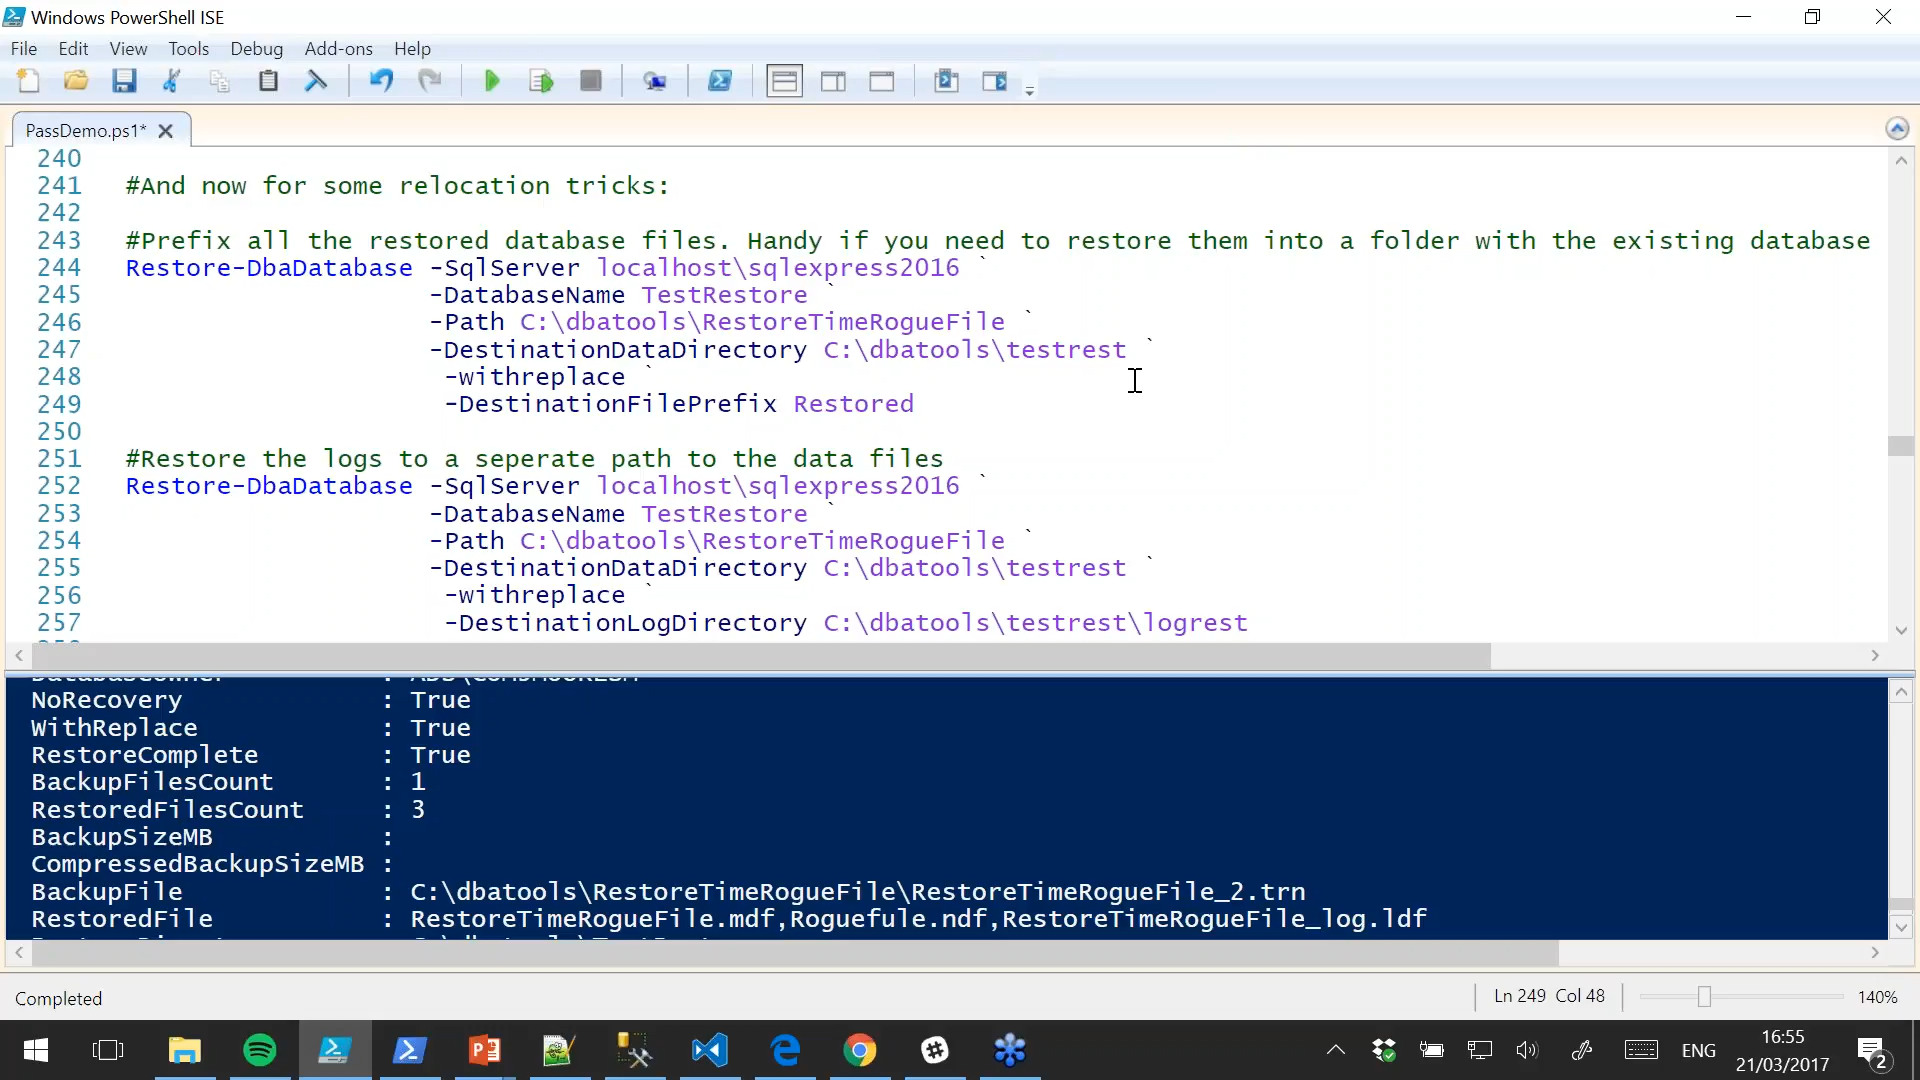 Windows PowerShell ISE
File Edit View Tools Debug Add-ons Help
PassDemo.ps1*
240
241 #And now for some relocation tricks:
242
243 #Prefix all the restored database files. Handy if you need to restore them into a folder with the existing database
244 Restore-DbaDatabase -SqlServer localhost\sqlexpress2016 `
245 -DatabaseName TestRestore `
246 -Path C:\dbatools\RestoreTimeRogueFile `
247 -DestinationDataDirectory C:\dbatools\testrest `
248 -withreplace `
249 -DestinationFilePrefix Restored
250
251 #Restore the logs to a seperate path to the data files
252 Restore-DbaDatabase -SqlServer localhost\sqlexpress2016 `
253 -DatabaseName TestRestore `
254 -Path C:\dbatools\RestoreTimeRogueFile `
255 -DestinationDataDirectory C:\dbatools\testrest `
256 -withreplace `
257 -DestinationLogDirectory C:\dbatools\testrest\logrest
NoRecovery : True
WithReplace : True
RestoreComplete : True
BackupFilesCount : 1
RestoredFilesCount : 3
BackupSizeMB :
CompressedBackupSizeMB :
BackupFile : C:\dbatools\RestoreTimeRogueFile\RestoreTimeRogueFile_2.trn
RestoredFile : RestoreTimeRogueFile.mdf,Roguefule.ndf,RestoreTimeRogueFile_log.ldf
Completed
Ln 249 Col 48
140%
ENG
16:55
21/03/2017
2